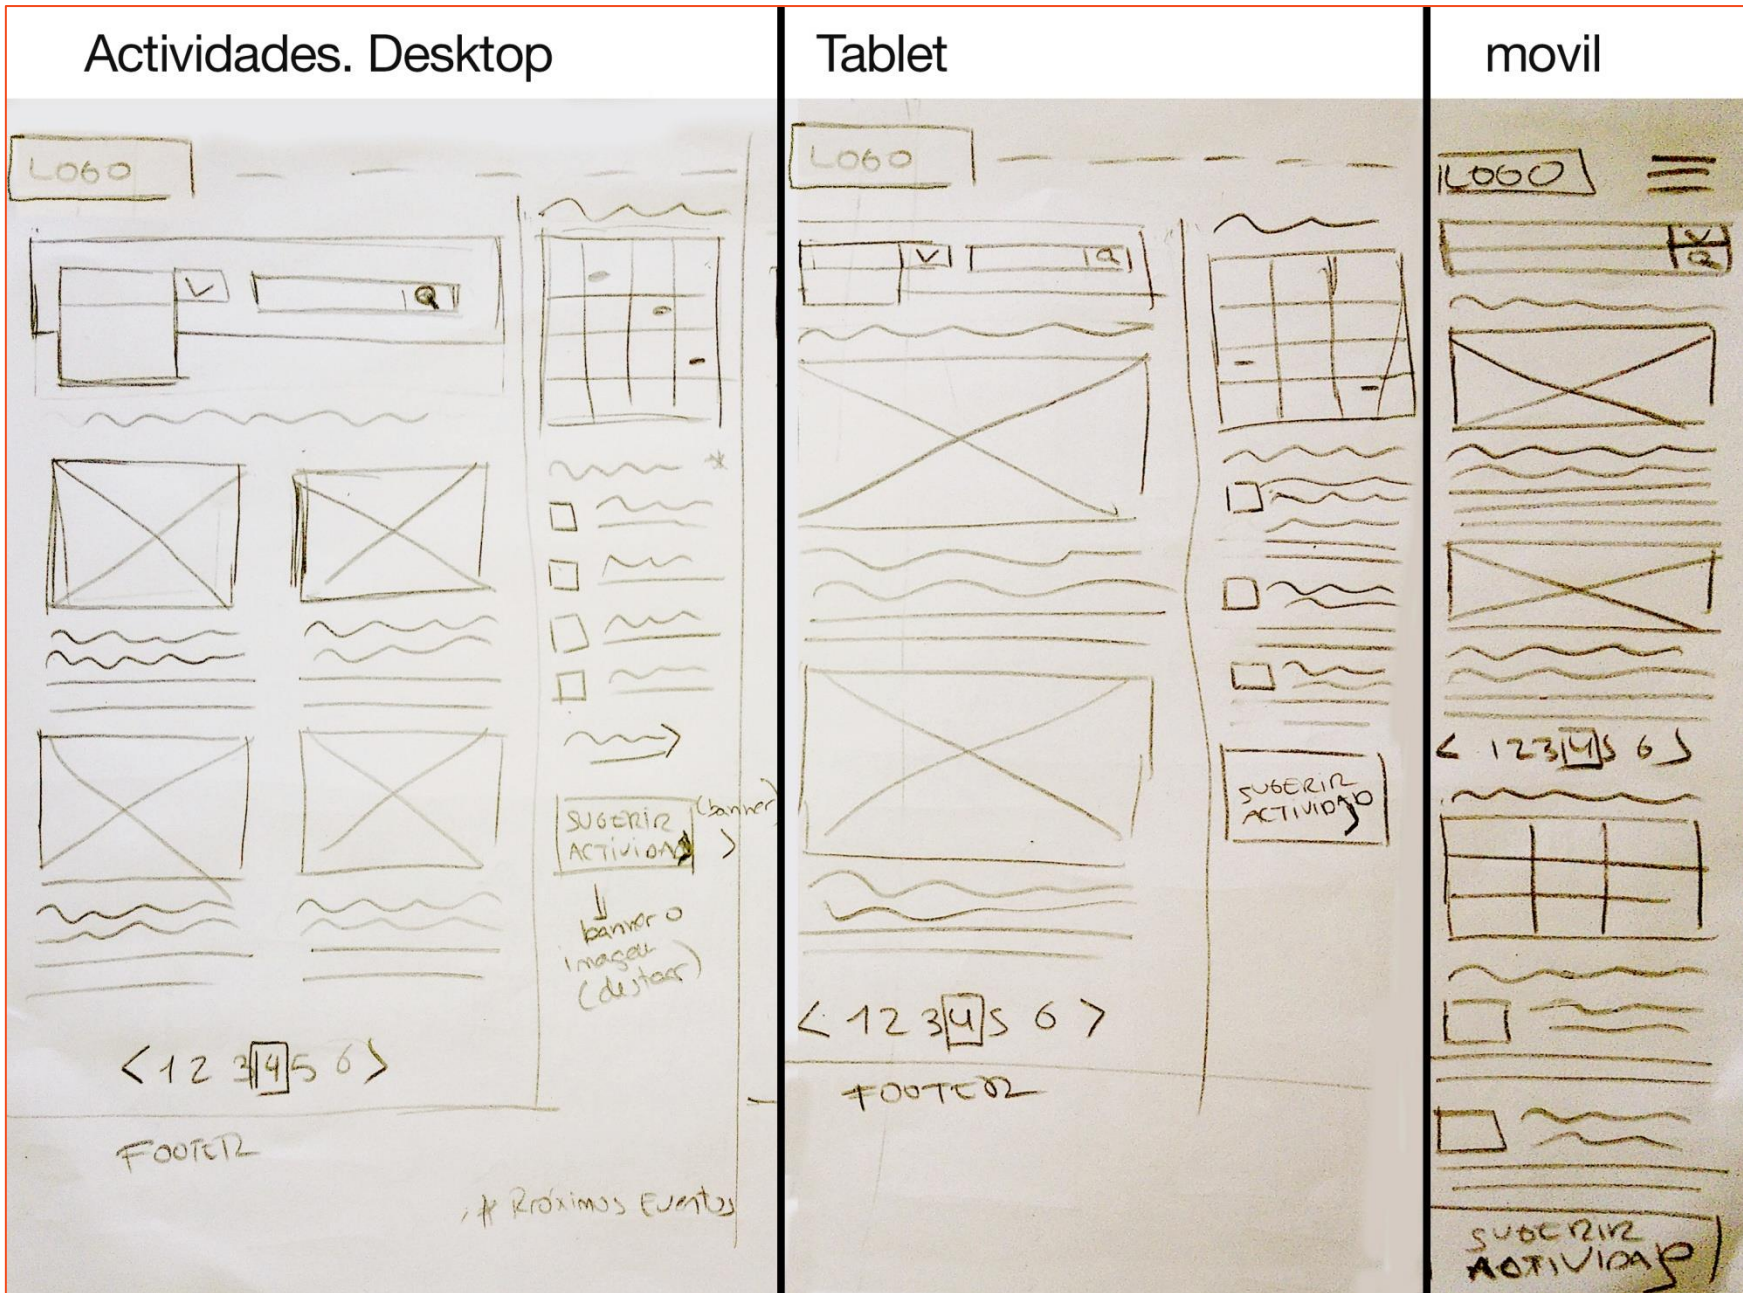 Actividades. Desktop
LOGO
SUGERIR
ACTIVIDAD
(banner)
banner o
imagen
(destacar)
< 1 2 3 4 5 6 >
FOOTER
* Próximos Eventos
Tablet
LOGO
SUGERIR
ACTIVIDAD
< 1 2 3 4 5 6 >
FOOTER
movil
LOGO
< 1 2 3 4 5 6 >
SUGERIR
ACTIVIDAD